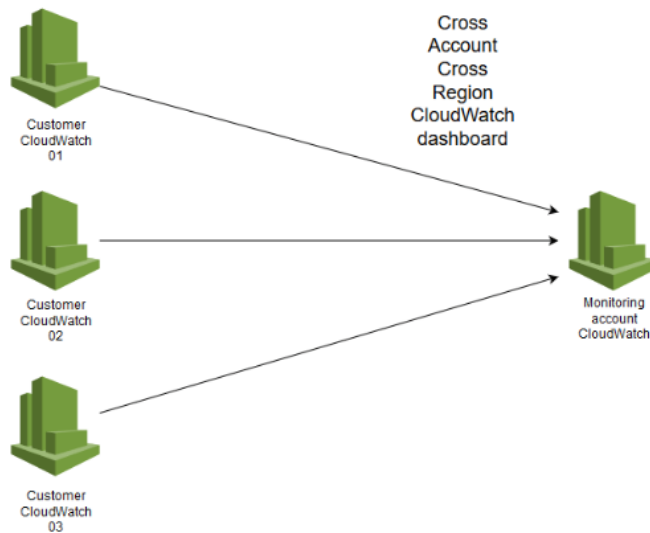 Cross
Account
Cross
Region
CloudWatch
dashboard
Customer
CloudWatch
01
Customer
CloudWatch
02
Monitoring
account
CloudWatch
Customer
CloudWatch
03